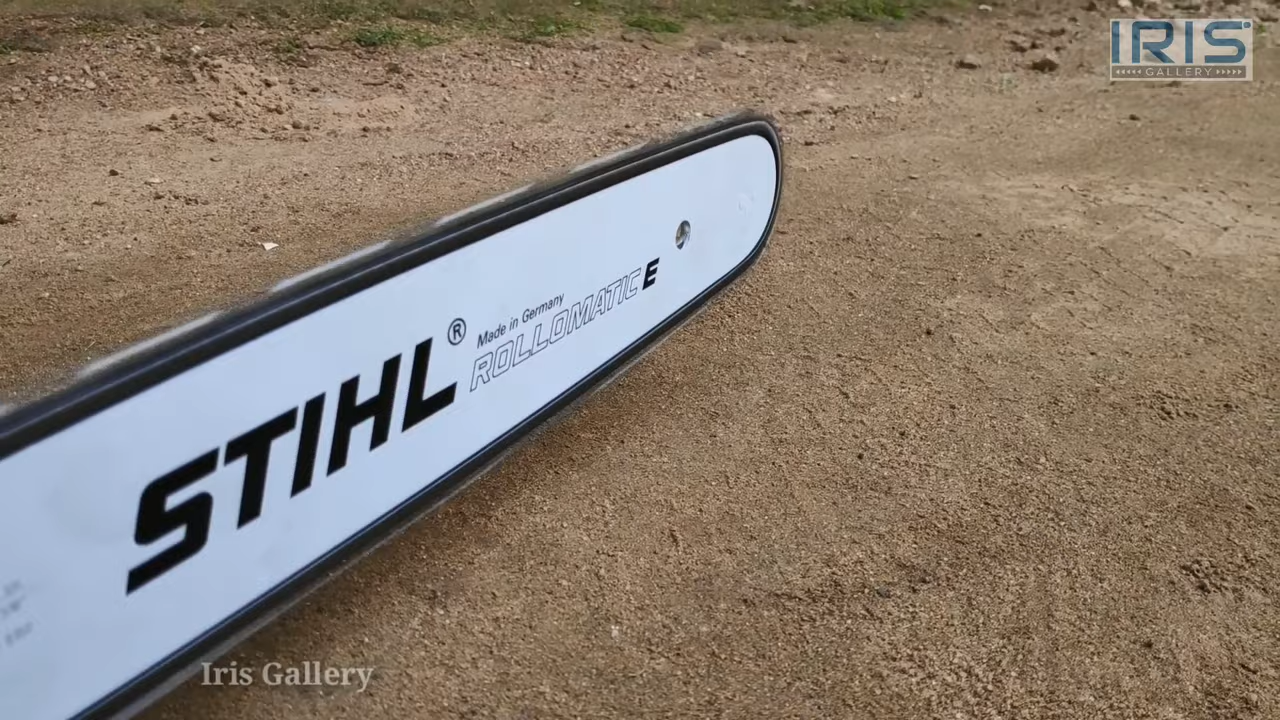 IRIS
GALLERY
Made in Germany
STIHL® ROLLOMATIC E
Iris Gallery